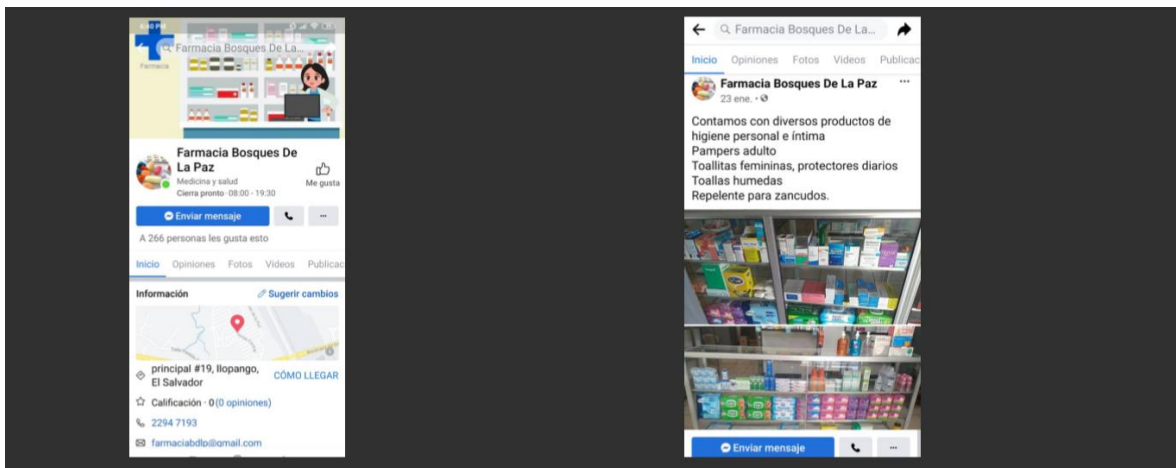 5:40 PM
Farmacia Bosques De La...
Farmacia
Farmacia Bosques De
La Paz
Medicina y salud
Cierra pronto · 08:00 - 19:30
Me gusta
Enviar mensaje
A 266 personas les gusta esto
Inicio Opiniones Fotos Videos Publicac
Información
Sugerir cambios
principal #19, Ilopango,
El Salvador
CÓMO LLEGAR
Calificación · 0 (0 opiniones)
2294 7193
farmaciabdlp@gmail.com
Farmacia Bosques De La...
Inicio Opiniones Fotos Videos Publicac
Farmacia Bosques De La Paz
23 ene.
Contamos con diversos productos de
higiene personal e íntima
Pampers adulto
Toallitas femininas, protectores diarios
Toallas humedas
Repelente para zancudos.
Enviar mensaje